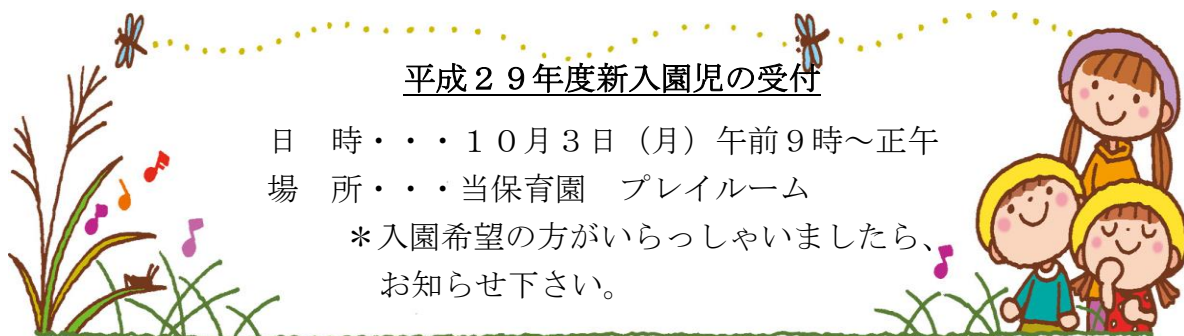 平成２９年度新入園児の受付
日　時・・・１０月３日（月）午前９時～正午
場　所・・・当保育園　プレイルーム
＊入園希望の方がいらっしゃいましたら、
お知らせ下さい。